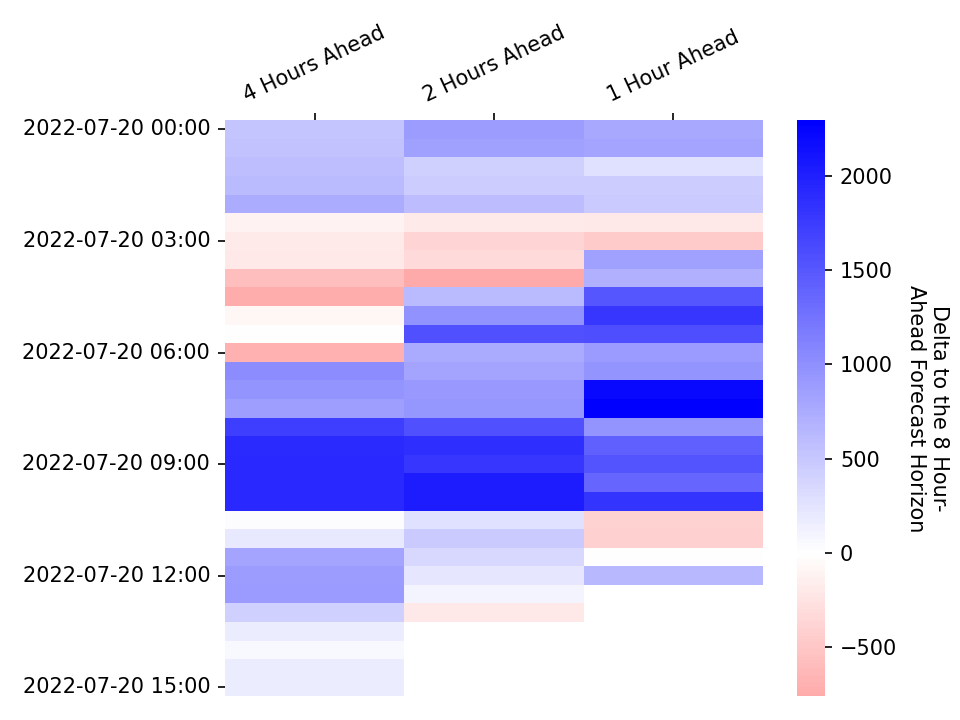 4 Hours Ahead
2 Hours Ahead
1 Hour Ahead
2022-07-20 00:00
2022-07-20 03:00
2022-07-20 06:00
2022-07-20 09:00
2022-07-20 12:00
2022-07-20 15:00
2000
1500
1000
500
0
−500
Delta to the 8 Hour-
Ahead Forecast Horizon